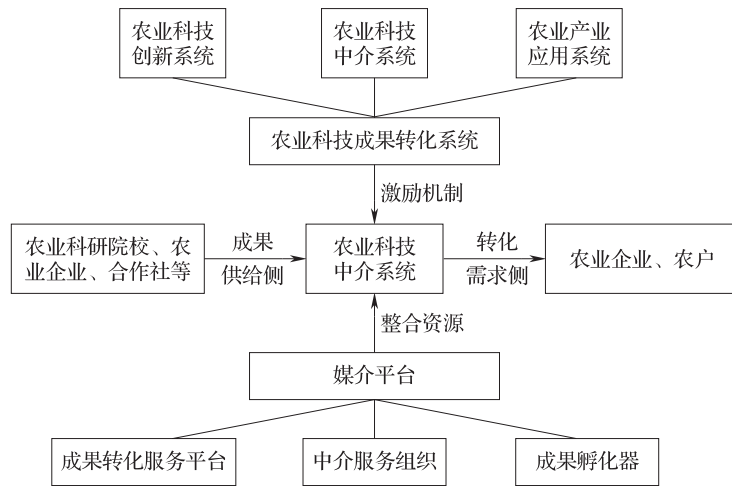 农业科技
创新系统
农业科技
中介系统
农业产业
应用系统
农业科技成果转化系统
激励机制
农业科研院校、农
业企业、合作社等
成果
供给侧
农业科技
中介系统
转化
需求侧
农业企业、农户
整合资源
媒介平台
成果转化服务平台
中介服务组织
成果孵化器